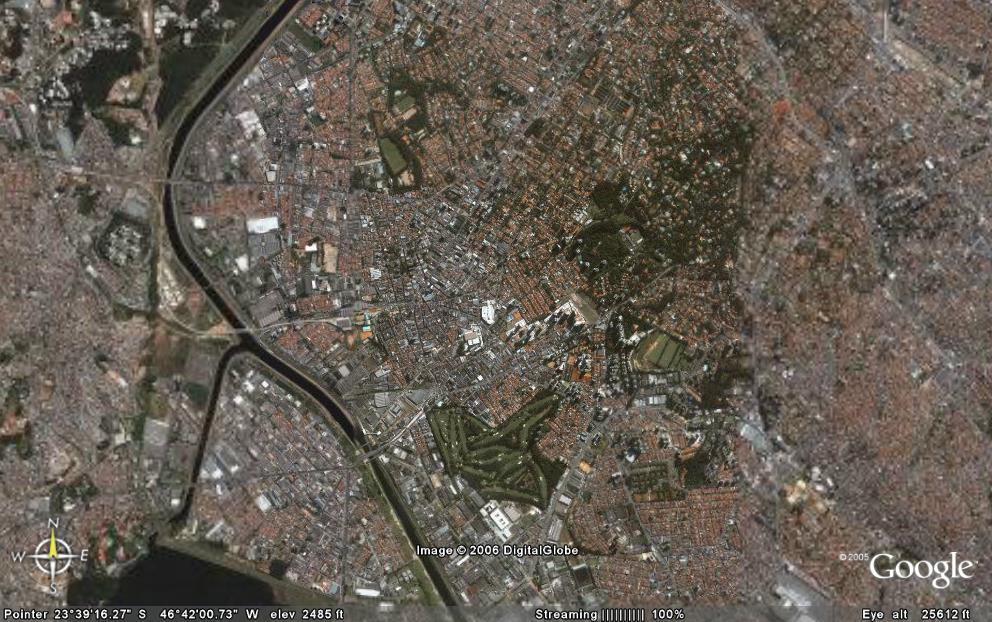 N
W E
S
Image © 2006 DigitalGlobe
© 2005 Google
Pointer 23°39'16.27" S 46°42'00.73" W elev 2485 ft Streaming |||||||||| 100% Eye alt 25612 ft